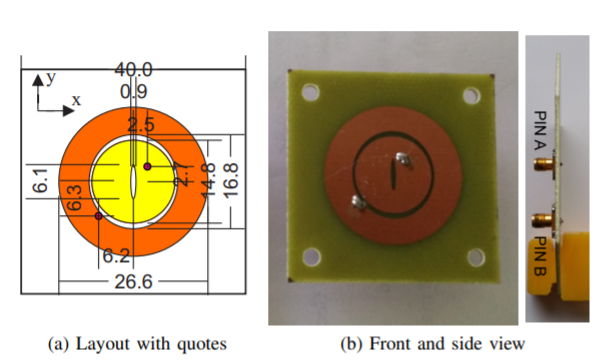 40.0
y
0.9
x
2.5
6.1
6.3
2.7
14.8
16.8
6.2
26.6
PIN A
PIN B
(a) Layout with quotes
(b) Front and side view